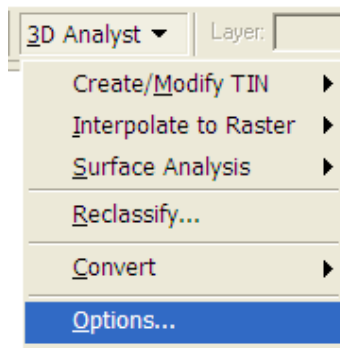 3D Analyst Layer:
Create/Modify TIN
Interpolate to Raster
Surface Analysis
Reclassify...
Convert
Options...